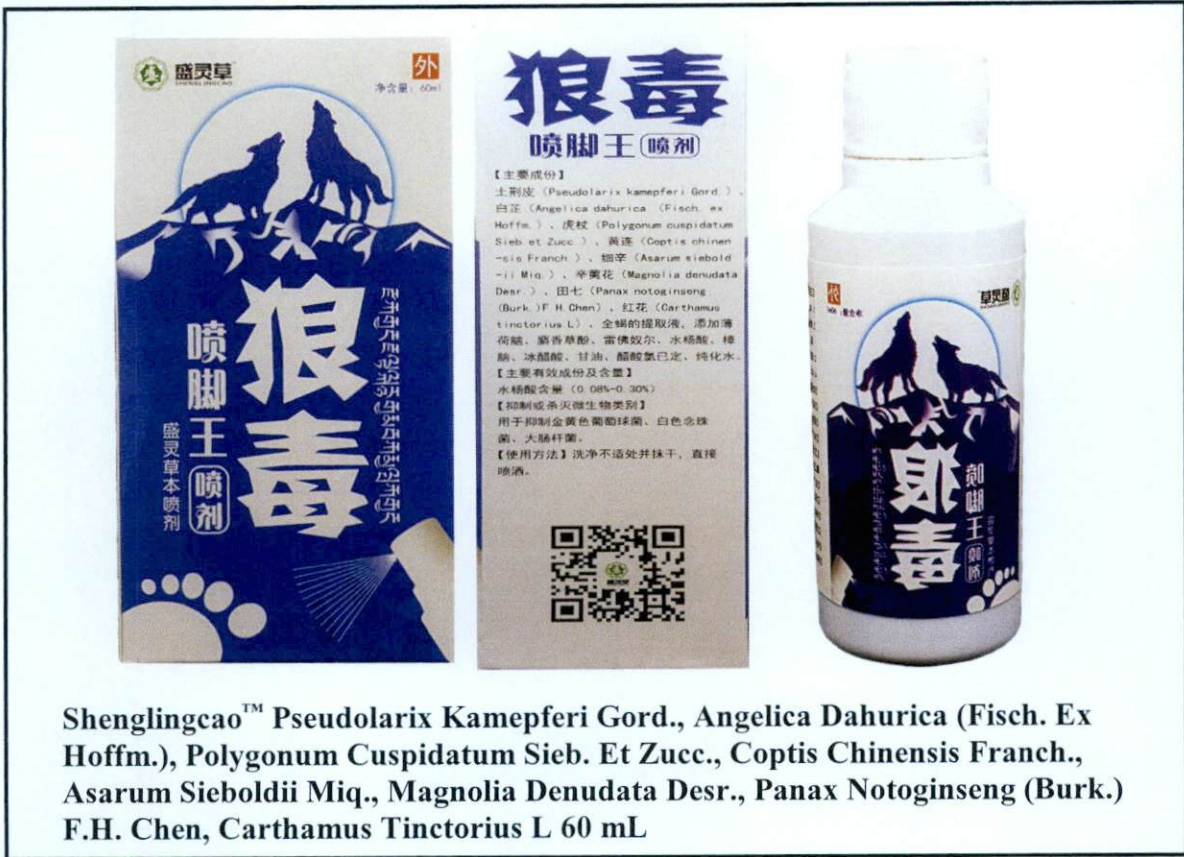 盛灵草
SHENGLINGCAO
外
净含量：60ml
狼毒
喷脚王
喷剂
盛灵草本喷剂
狼毒
喷脚王 喷剂
【主要成份】
土荆皮（Pseudolarix kamepferi Gord.）、
白芷（Angelica dahurica （Fisch. ex
Hoffm.）、虎杖（Polygonum cuspidatum
Sieb et Zucc.）、黄连（Coptis chinen
-sis Franch.）、细辛（Asarum siebold
-ii Miq.）、辛荑花（Magnolia denudata
Desr.）、田七（Panax notoginseng
(Burk.)F H Chen）、红花（Carthamus
tinctorius L）、全蝎的提取液，添加薄
荷脑、麝香草酚、雷佛奴尔、水杨酸、樟
脑、冰醋酸、甘油、醋酸氯已定、纯化水。
【主要有效成份及含量】
水杨酸含量（0.08%-0.30%）
【抑制或杀灭微生物类别】
用于抑制金黄色葡萄球菌、白色念珠
菌、大肠杆菌。
【使用方法】洗净不适处并抹干，直接
喷洒。
盛灵草
狼毒
喷脚王
喷剂
Shenglingcao™ Pseudolarix Kamepferi Gord., Angelica Dahurica (Fisch. Ex
Hoffm.), Polygonum Cuspidatum Sieb. Et Zucc., Coptis Chinensis Franch.,
Asarum Sieboldii Miq., Magnolia Denudata Desr., Panax Notoginseng (Burk.)
F.H. Chen, Carthamus Tinctorius L 60 mL